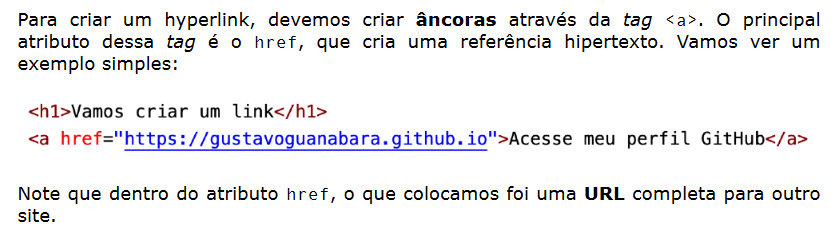 Para criar um hyperlink, devemos criar âncoras através da tag <a>. O principal
atributo dessa tag é o href, que cria uma referência hipertexto. Vamos ver um
exemplo simples:
<h1>Vamos criar um link</h1>
<a href="https://gustavoguanabara.github.io">Acesse meu perfil GitHub</a>
Note que dentro do atributo href, o que colocamos foi uma URL completa para outro
site.